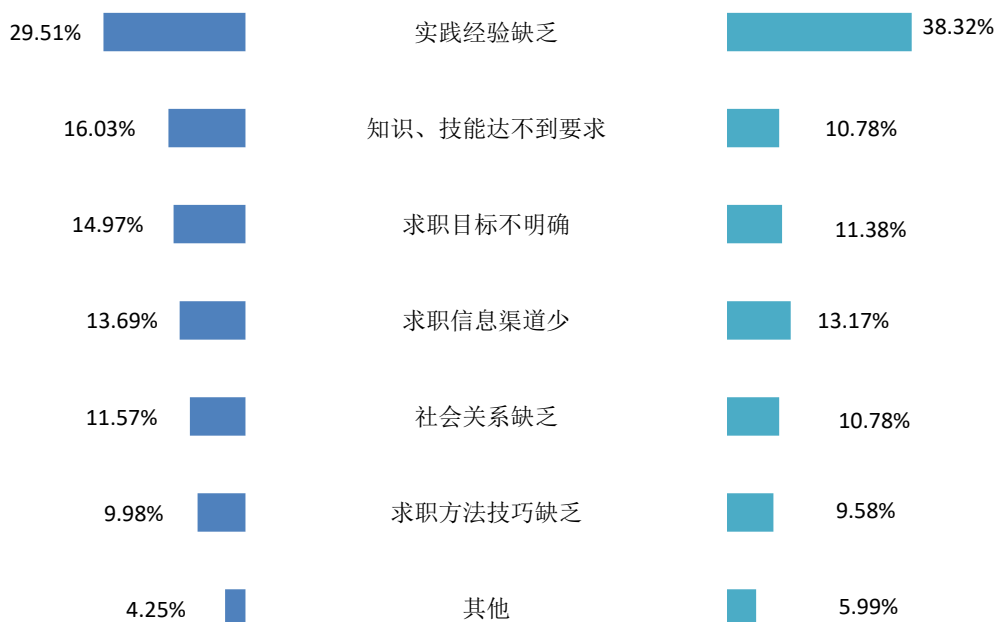 29.51% 实践经验缺乏 38.32%
16.03% 知识、技能达不到要求 10.78%
14.97% 求职目标不明确 11.38%
13.69% 求职信息渠道少 13.17%
11.57% 社会关系缺乏 10.78%
9.98% 求职方法技巧缺乏 9.58%
4.25% 其他 5.99%